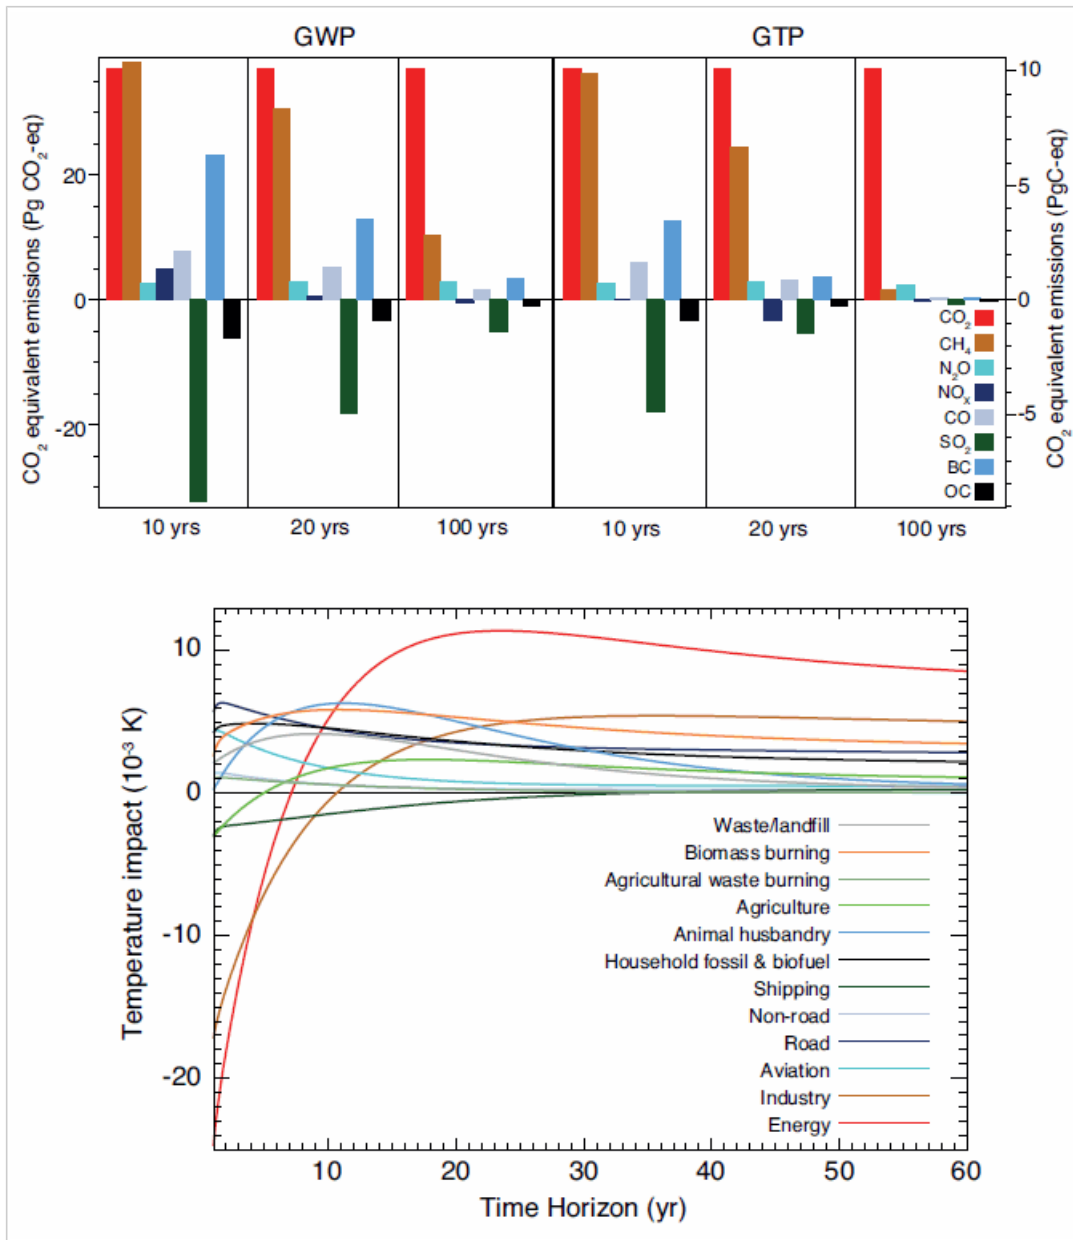 GWP
GTP
CO₂ equivalent emissions (Pg CO₂-eq)
20
0
-20
10
5
0
-5
CO₂ equivalent emissions (PgC-eq)
CO₂
CH₄
N₂O
NOₓ
CO
SO₂
BC
OC
10 yrs
20 yrs
100 yrs
10 yrs
20 yrs
100 yrs
Temperature impact (10⁻³ K)
10
0
-10
-20
Waste/landfill
Biomass burning
Agricultural waste burning
Agriculture
Animal husbandry
Household fossil & biofuel
Shipping
Non-road
Road
Aviation
Industry
Energy
10
20
30
40
50
60
Time Horizon (yr)